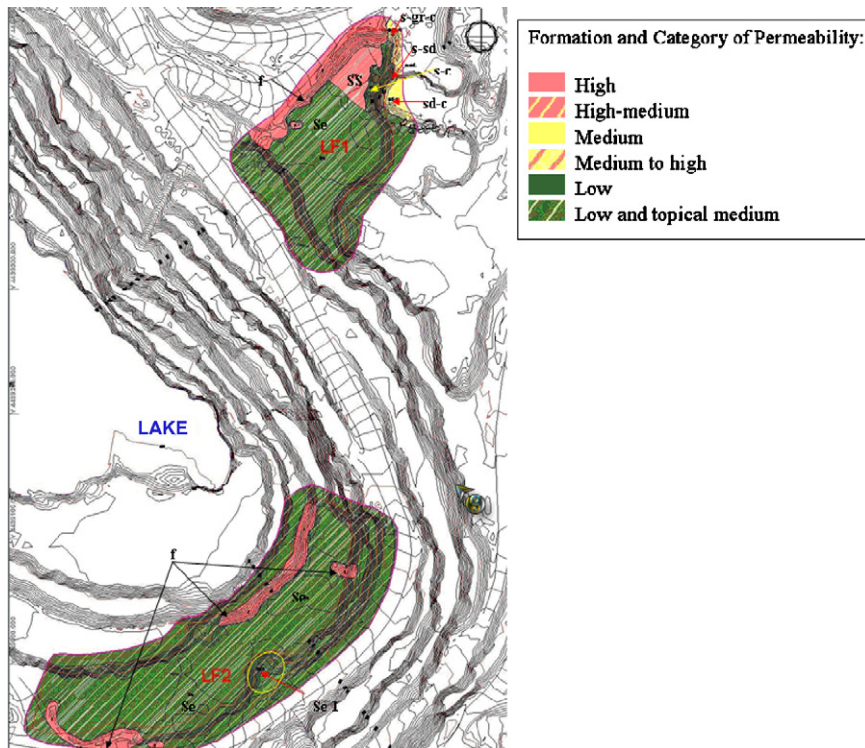 s-gr-c
s-sd
f
SS
s-c
sd-c
Se
LF1
LAKE
f
Se
LF2
Se
Se 1
Formation and Category of Permeability:
High
High-medium
Medium
Medium to high
Low
Low and topical medium